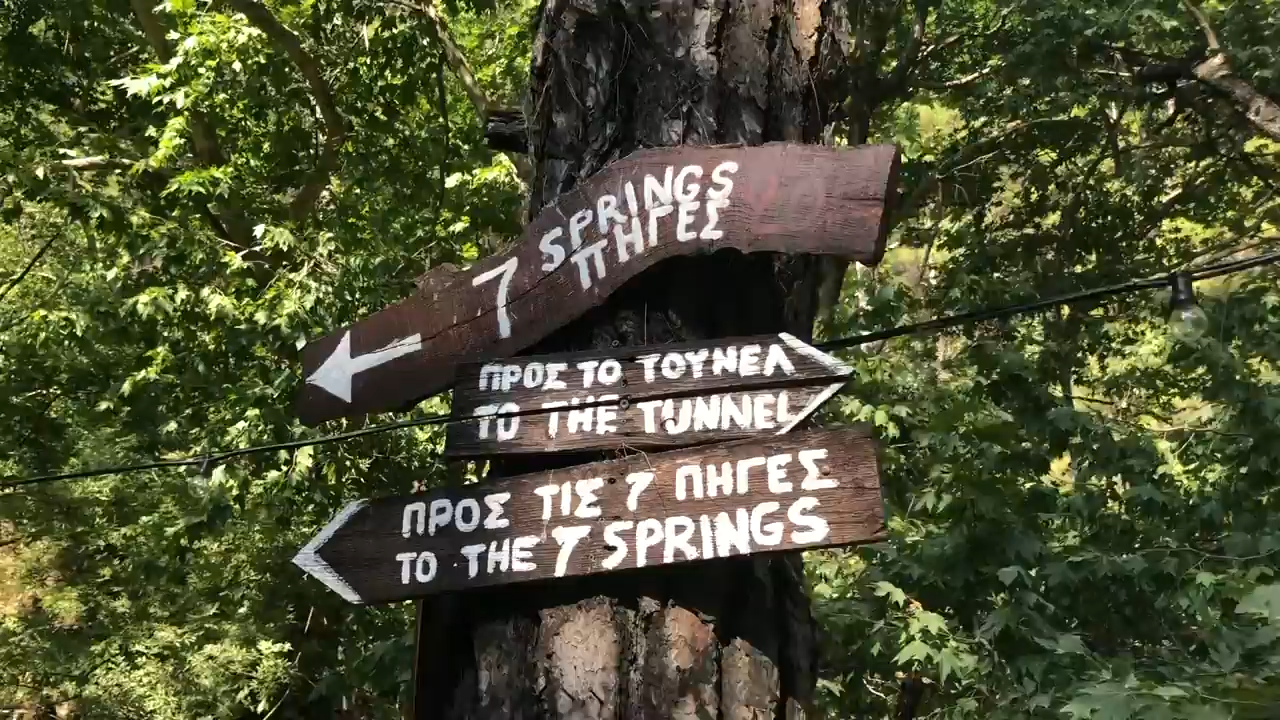 7 SPRINGS
ΠΗΓΕΣ
ΠΡΟΣ ΤΟ ΤΟΥΝΕΛ
TO THE TUNNEL
ΠΡΟΣ ΤΙΣ 7 ΠΗΓΕΣ
TO THE 7 SPRINGS